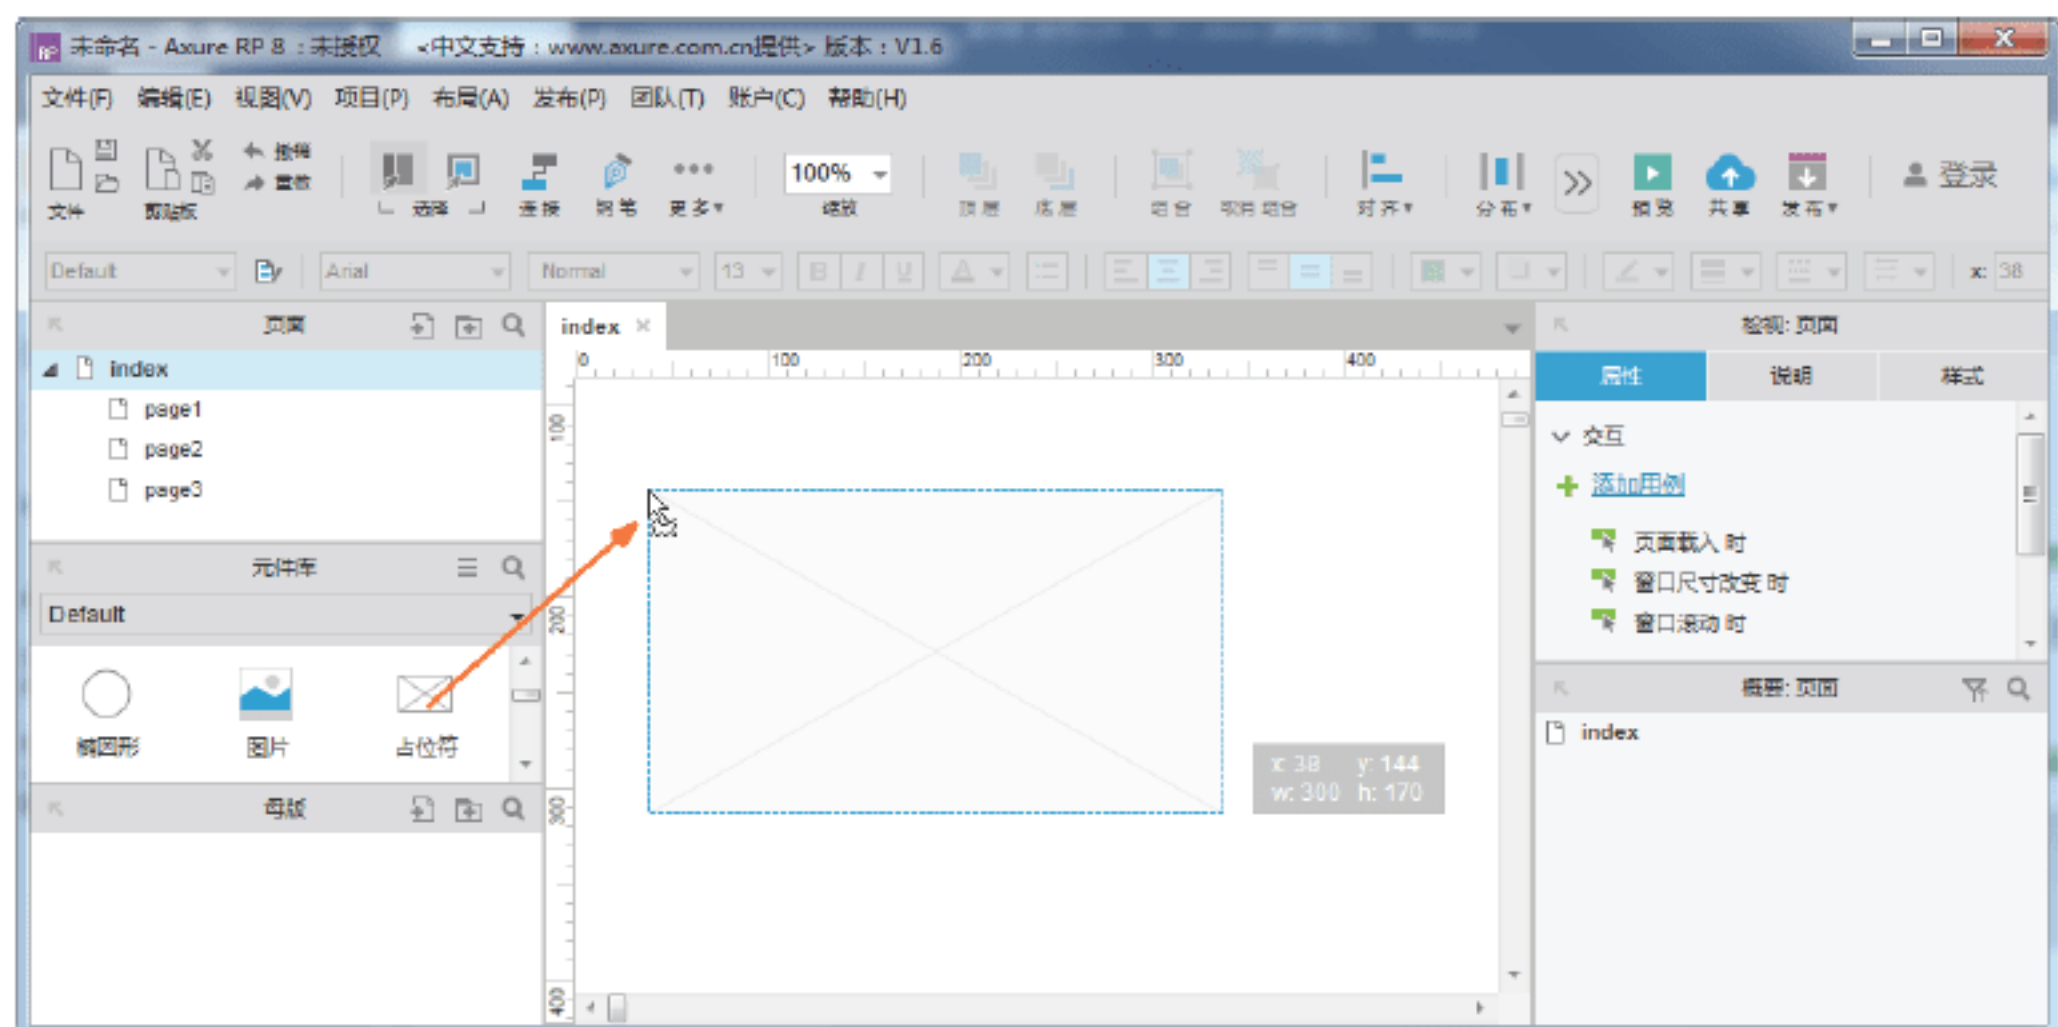 未命名 - Axure RP 8 : 未授权 <中文支持 : www.axure.com.cn提供> 版本 : V1.6
文件(F) 编辑(E) 视图(V) 项目(P) 布局(A) 发布(P) 团队(T) 账户(C) 帮助(H)
撤销
重做
100%
登录
文件 剪贴板 选择 连接 钢笔 更多▾ 缩放 顶层 底层 组合 取消组合 对齐▾ 分布▾ 预览 共享 发布▾
Default Arial Normal 13 B I U A x: 38
页面
index
检视: 页面
index
page1
page2
page3
0 100 200 300 400
属性 说明 样式
100
200
300
400
交互
添加用例
页面载入 时
窗口尺寸改变 时
窗口滚动 时
元件库
Default
椭圆形 图片 占位符
母版
x: 38 y: 144
w: 300 h: 170
概要: 页面
index